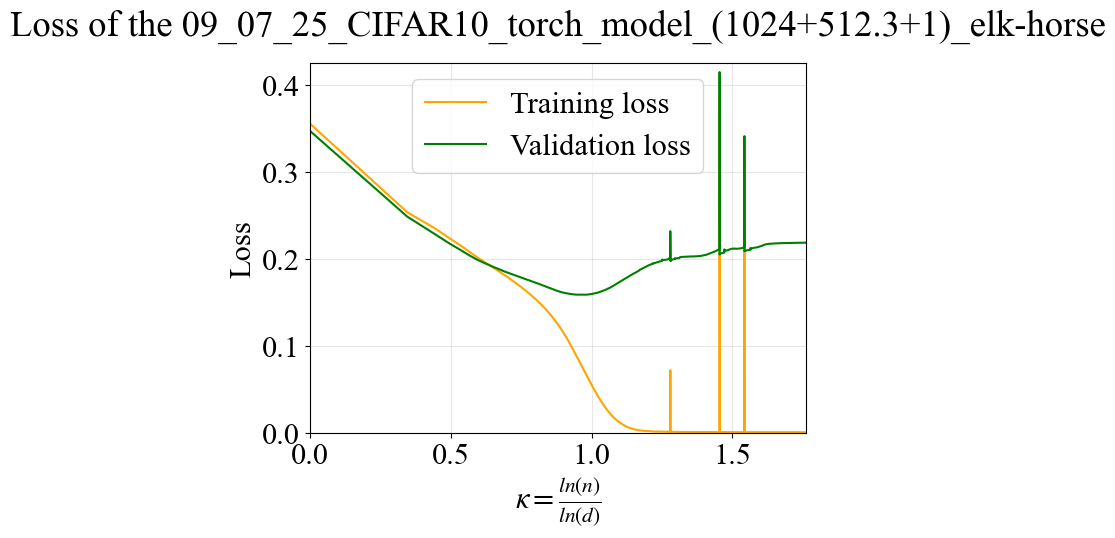 Loss of the 09_07_25_CIFAR10_torch_model_(1024+512.3+1)_elk-horse
Training loss
Validation loss
0.4
0.3
0.2
0.1
0.0
Loss
0.0 0.5 1.0 1.5
κ = ln(n) / ln(d)